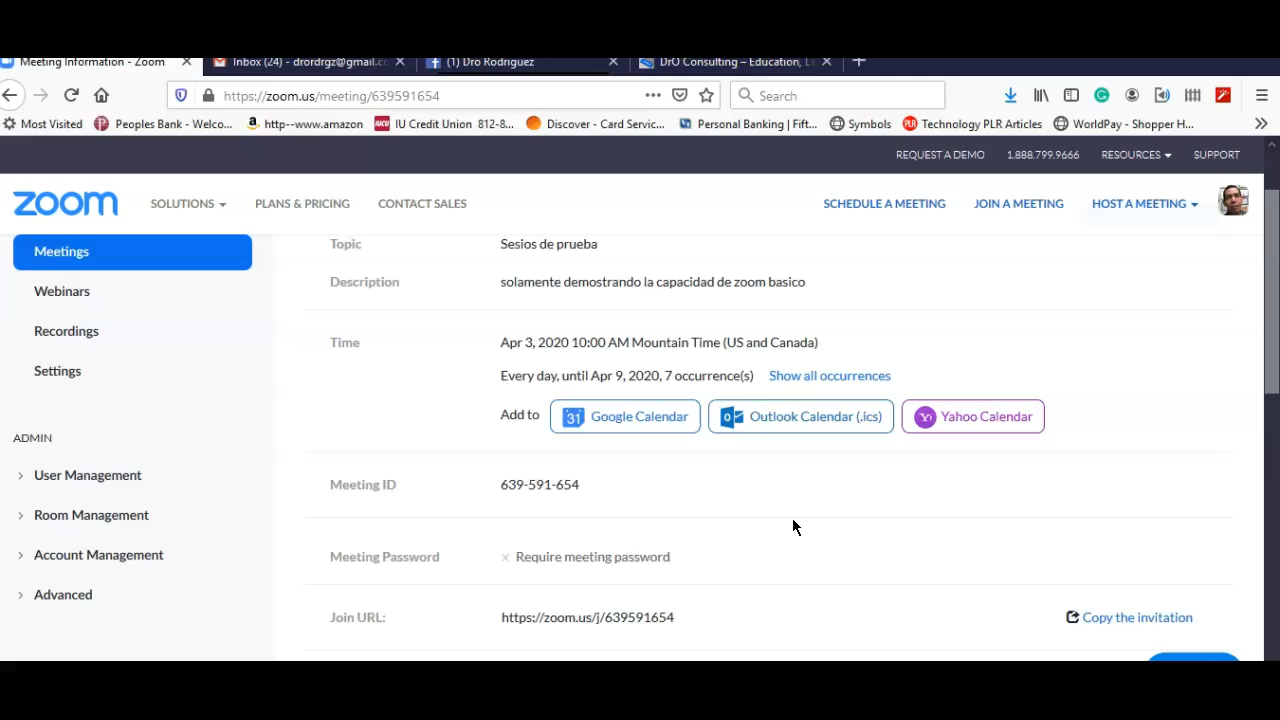 Meeting Information - Zoom
Inbox (24) - drordrgz@gmail.c
(1) Dro Rodriguez
DrO Consulting – Education, L
https://zoom.us/meeting/639591654
Search
Most Visited
Peoples Bank - Welco...
http--www.amazon
IU Credit Union 812-8...
Discover - Card Servic...
Personal Banking | Fift...
Symbols
Technology PLR Articles
WorldPay - Shopper H...
REQUEST A DEMO
1.888.799.9666
RESOURCES
SUPPORT
zoom
SOLUTIONS
PLANS & PRICING
CONTACT SALES
SCHEDULE A MEETING
JOIN A MEETING
HOST A MEETING
Meetings
Webinars
Recordings
Settings
ADMIN
User Management
Room Management
Account Management
Advanced
Topic
Sesios de prueba
Description
solamente demostrando la capacidad de zoom basico
Time
Apr 3, 2020 10:00 AM Mountain Time (US and Canada)
Every day, until Apr 9, 2020, 7 occurrence(s)
Show all occurrences
Add to
31
Google Calendar
Outlook Calendar (.ics)
Yahoo Calendar
Meeting ID
639-591-654
Meeting Password
Require meeting password
Join URL:
https://zoom.us/j/639591654
Copy the invitation